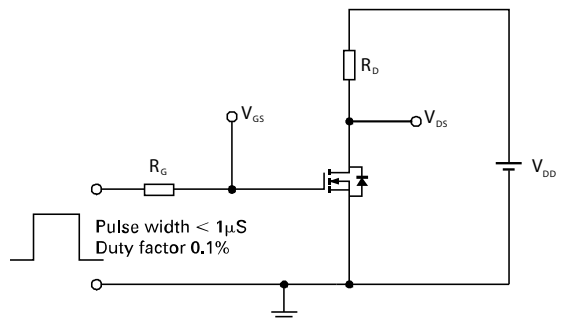 R_D
V_GS
V_DS
R_G
V_DD
Pulse width < 1μS
Duty factor 0.1%